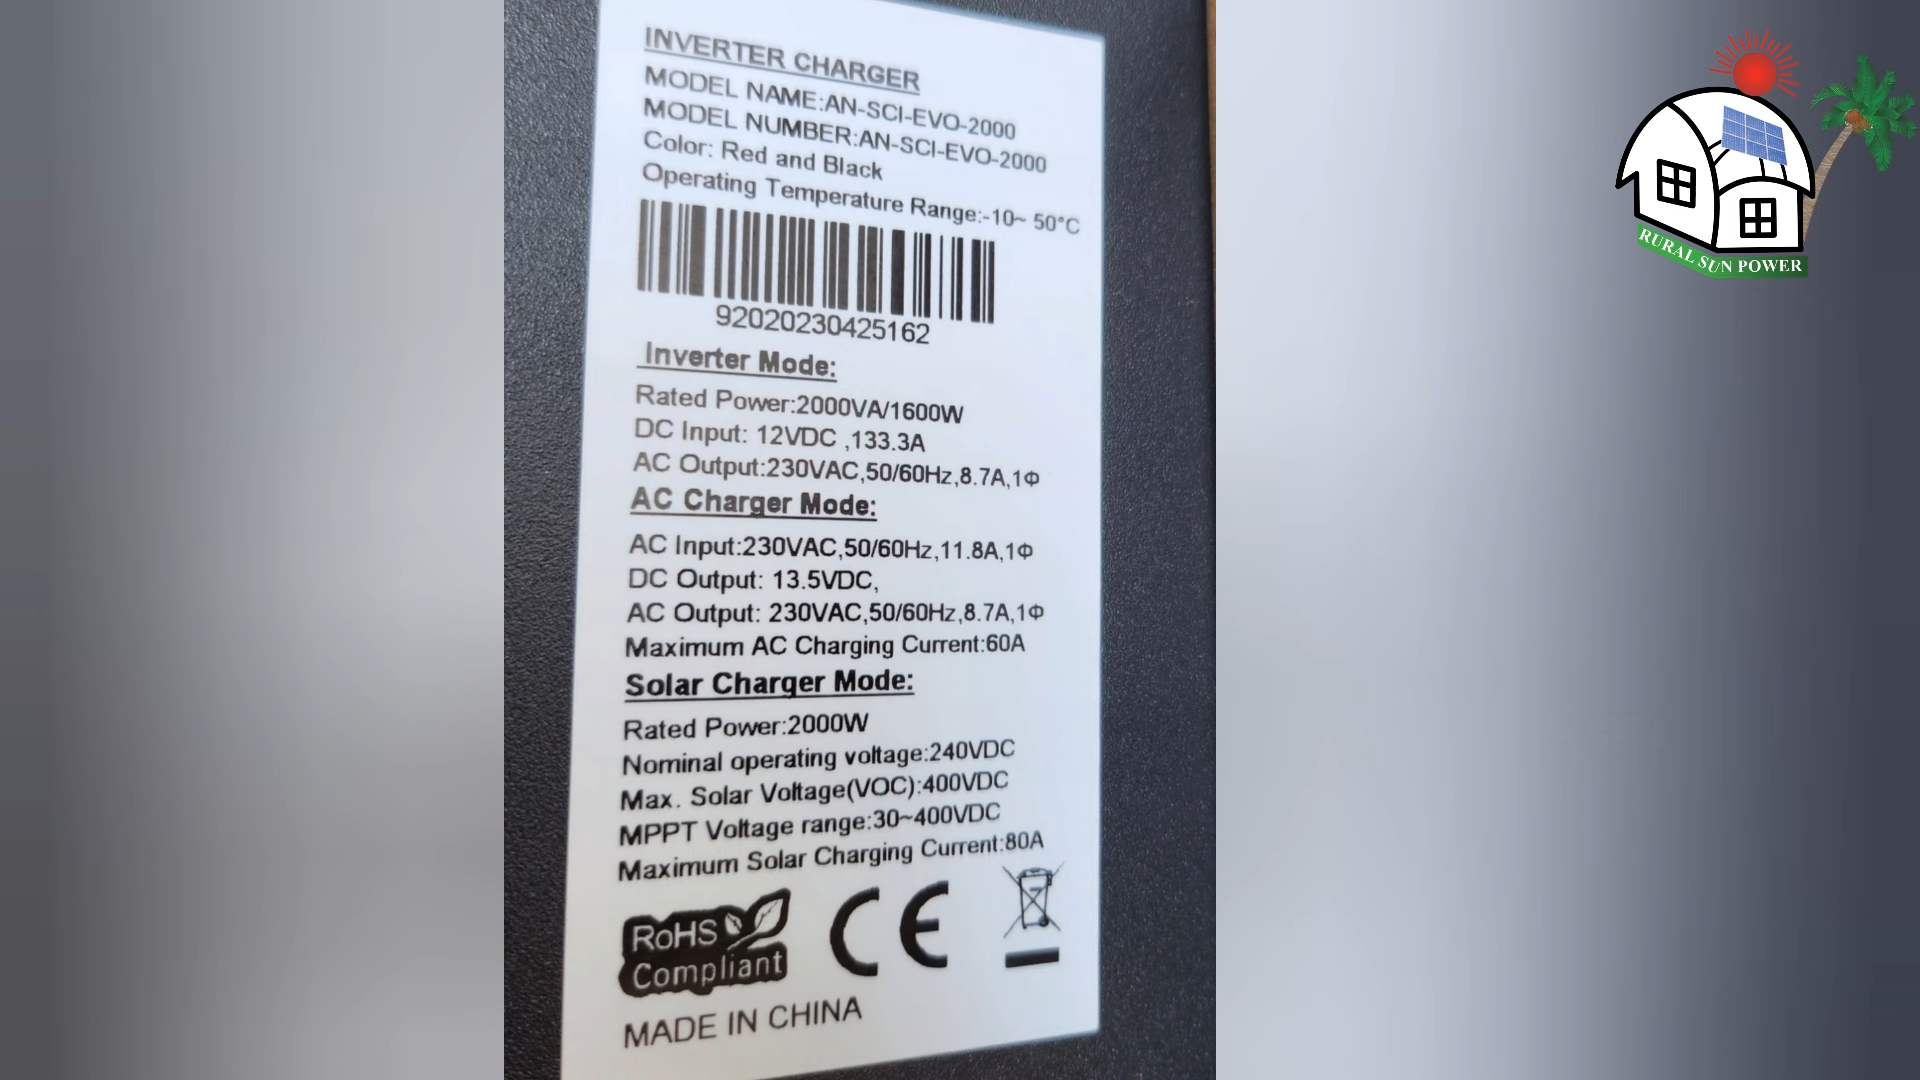 INVERTER CHARGER
MODEL NAME:AN-SCI-EVO-2000
MODEL NUMBER:AN-SCI-EVO-2000
Color: Red and Black
Operating Temperature Range:-10~ 50°C
92020230425162
Inverter Mode:
Rated Power:2000VA/1600W
DC Input: 12VDC ,133.3A
AC Output:230VAC,50/60Hz,8.7A,1Φ
AC Charger Mode:
AC Input:230VAC,50/60Hz,11.8A,1Φ
DC Output: 13.5VDC,
AC Output: 230VAC,50/60Hz,8.7A,1Φ
Maximum AC Charging Current:60A
Solar Charger Mode:
Rated Power:2000W
Nominal operating voltage:240VDC
Max. Solar Voltage(VOC):400VDC
MPPT Voltage range:30~400VDC
Maximum Solar Charging Current:80A
RoHS
Compliant
CE
MADE IN CHINA
RURAL SUN POWER